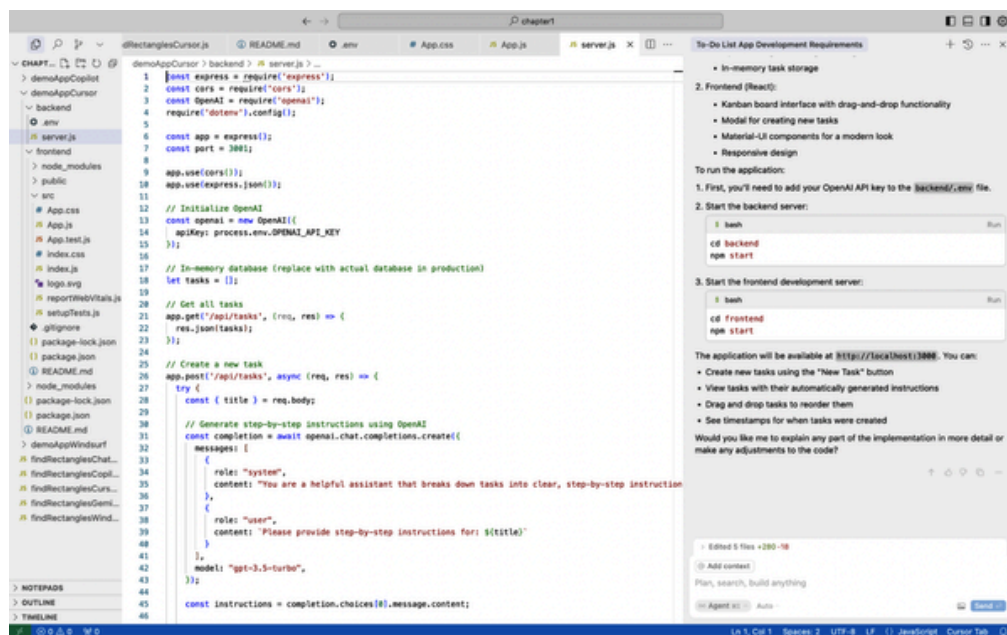 chapter1
CHAPT...
demoAppCopilot
demoAppCursor
backend
.env
server.js
frontend
node_modules
public
src
App.css
App.js
App.test.js
index.css
index.js
logo.svg
reportWebVitals.js
setupTests.js
.gitignore
package-lock.json
package.json
README.md
node_modules
package-lock.json
package.json
README.md
demoAppWindsurf
findRectanglesChat...
findRectanglesCopil...
findRectanglesCurs...
findRectanglesGemi...
findRectanglesWind...
NOTEPADS
OUTLINE
TIMELINE
dRectanglesCursor.js README.md .env App.css App.js server.js
demoAppCursor > backend > server.js > ...
1 const express = require('express');
2 const cors = require('cors');
3 const OpenAI = require('openai');
4 require('dotenv').config();
5
6 const app = express();
7 const port = 3001;
8
9 app.use(cors());
10 app.use(express.json());
11
12 // Initialize OpenAI
13 const openai = new OpenAI({
14 apiKey: process.env.OPENAI_API_KEY
15 });
16
17 // In-memory database (replace with actual database in production)
18 let tasks = [];
19
20 // Get all tasks
21 app.get('/api/tasks', (req, res) => {
22 res.json(tasks);
23 });
24
25 // Create a new task
26 app.post('/api/tasks', async (req, res) => {
27 try {
28 const { title } = req.body;
29
30 // Generate step-by-step instructions using OpenAI
31 const completion = await openai.chat.completions.create({
32 messages: [
33 {
34 role: "system",
35 content: "You are a helpful assistant that breaks down tasks into clear, step-by-step instruction
36 },
37 {
38 role: "user",
39 content: `Please provide step-by-step instructions for: ${title}`
40 }
41 ],
42 model: "gpt-3.5-turbo",
43 });
44
45 const instructions = completion.choices[0].message.content;
46
To-Do List App Development Requirements
• In-memory task storage
2. Frontend (React):
• Kanban board interface with drag-and-drop functionality
• Modal for creating new tasks
• Material-UI components for a modern look
• Responsive design
To run the application:
1. First, you'll need to add your OpenAI API key to the backend/.env file.
2. Start the backend server:
$ bash Run
cd backend
npm start
3. Start the frontend development server:
$ bash Run
cd frontend
npm start
The application will be available at http://localhost:3000. You can:
• Create new tasks using the "New Task" button
• View tasks with their automatically generated instructions
• Drag and drop tasks to reorder them
• See timestamps for when tasks were created
Would you like me to explain any part of the implementation in more detail or
make any adjustments to the code?
> Edited 5 files +280 -18
Add context
Plan, search, build anything
Agent Auto Send
0 0 0 Ln 1, Col 1 Spaces: 2 UTF-8 LF {} JavaScript Cursor Tab